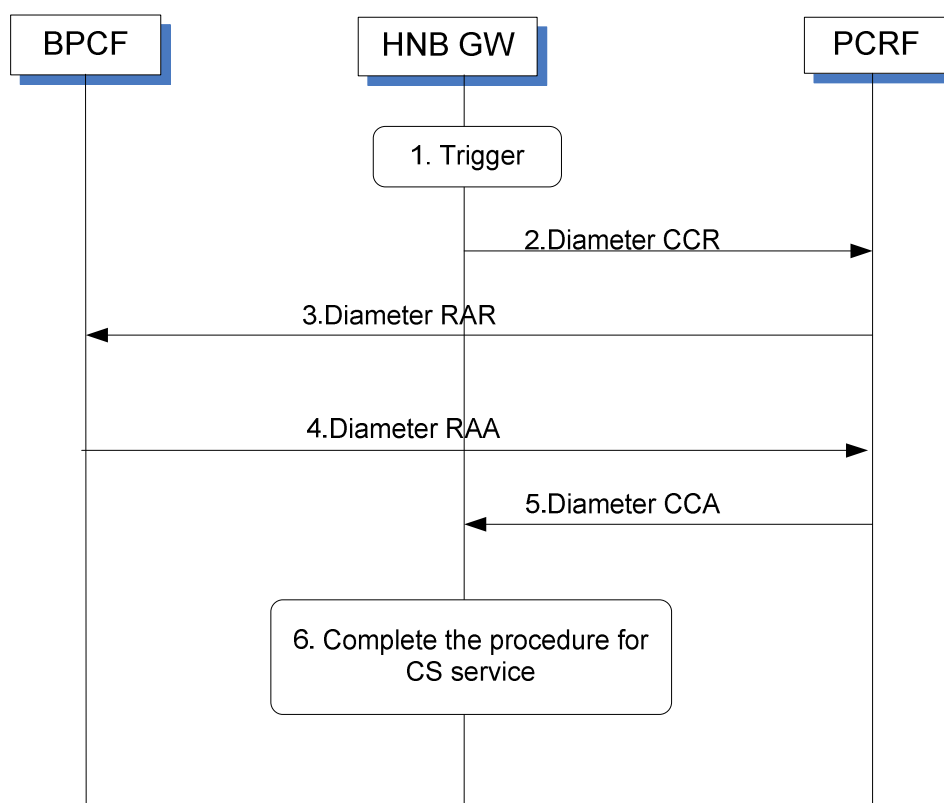 BPCF
HNB GW
PCRF
1. Trigger
2.Diameter CCR
3.Diameter RAR
4.Diameter RAA
5.Diameter CCA
6. Complete the procedure for
CS service